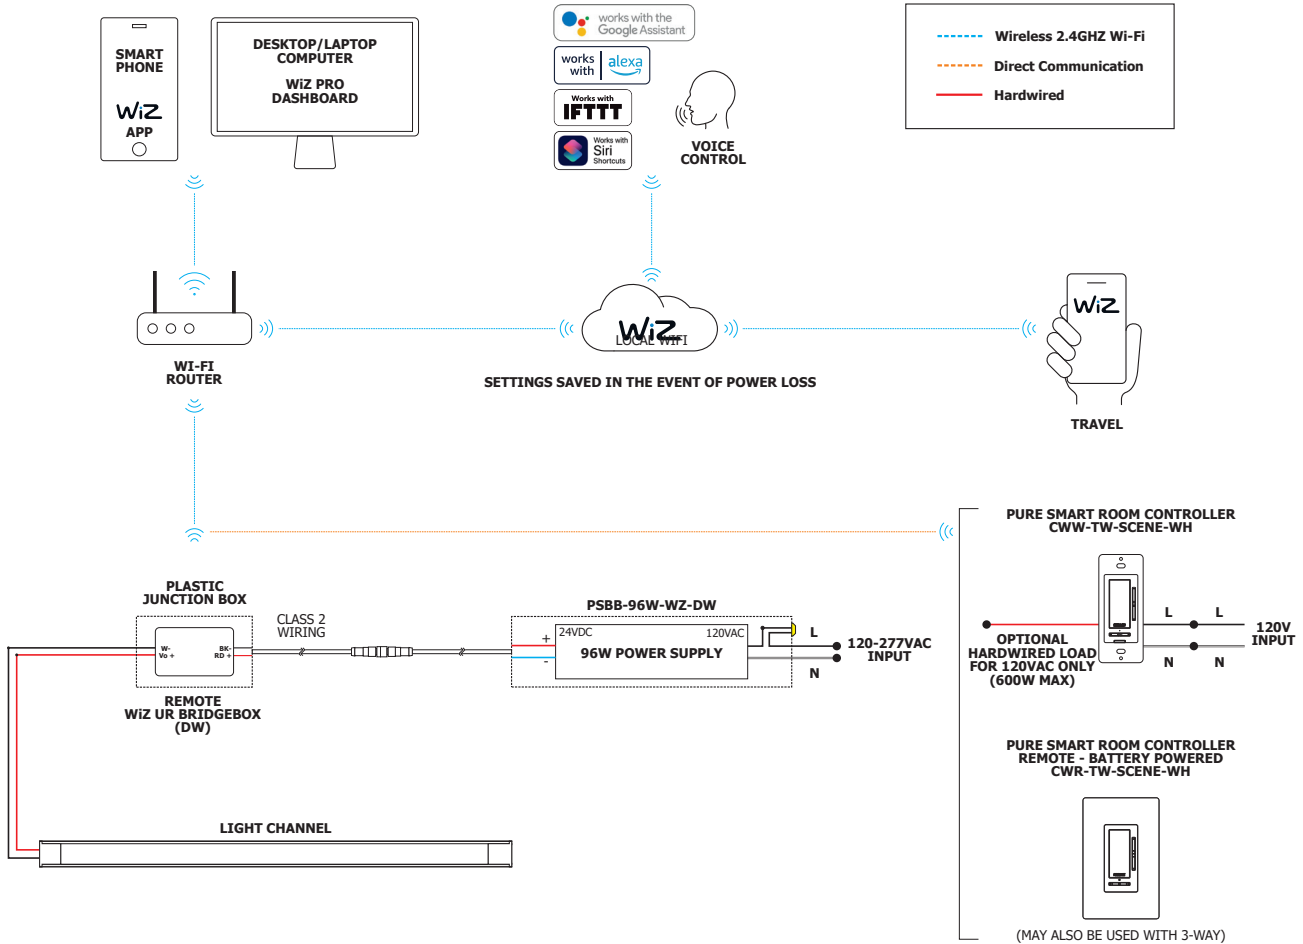 SMART
PHONE
WiZ
APP
DESKTOP/LAPTOP
COMPUTER
WiZ PRO
DASHBOARD
works with the
Google Assistant
works
with
alexa
Works with
IFTTT
Works with
Siri
Shortcuts
VOICE
CONTROL
Wireless 2.4GHZ Wi-Fi
Direct Communication
Hardwired
WI-FI
ROUTER
WiZ
LOCAL WIFI
SETTINGS SAVED IN THE EVENT OF POWER LOSS
WiZ
TRAVEL
PURE SMART ROOM CONTROLLER
CWW-TW-SCENE-WH
L
L
120V
INPUT
N
N
OPTIONAL
HARDWIRED LOAD
FOR 120VAC ONLY
(600W MAX)
PLASTIC
JUNCTION BOX
W-
Vo +
BK-
RD +
REMOTE
WiZ UR BRIDGEBOX
(DW)
CLASS 2
WIRING
PSBB-96W-WZ-DW
+
-
24VDC
120VAC
96W POWER SUPPLY
L
N
120-277VAC
INPUT
PURE SMART ROOM CONTROLLER
REMOTE - BATTERY POWERED
CWR-TW-SCENE-WH
(MAY ALSO BE USED WITH 3-WAY)
LIGHT CHANNEL